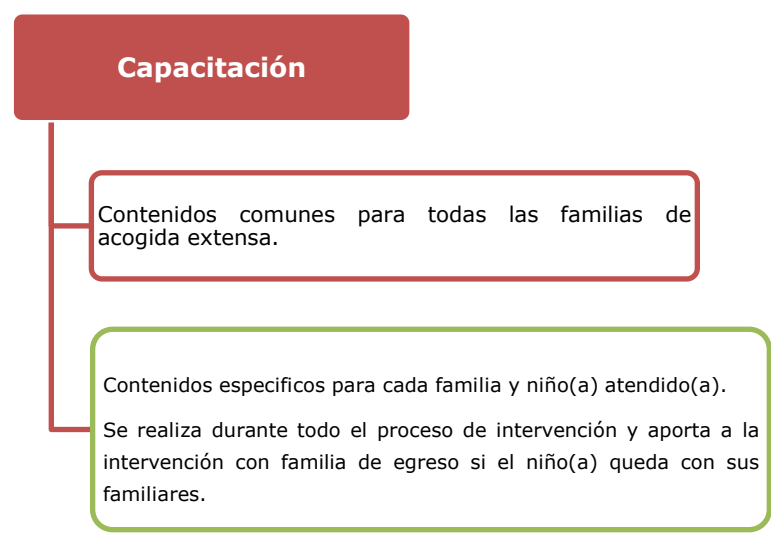 Capacitación
Contenidos comunes para todas las familias de
acogida extensa.
Contenidos especificos para cada familia y niño(a) atendido(a).
Se realiza durante todo el proceso de intervención y aporta a la
intervención con familia de egreso si el niño(a) queda con sus
familiares.